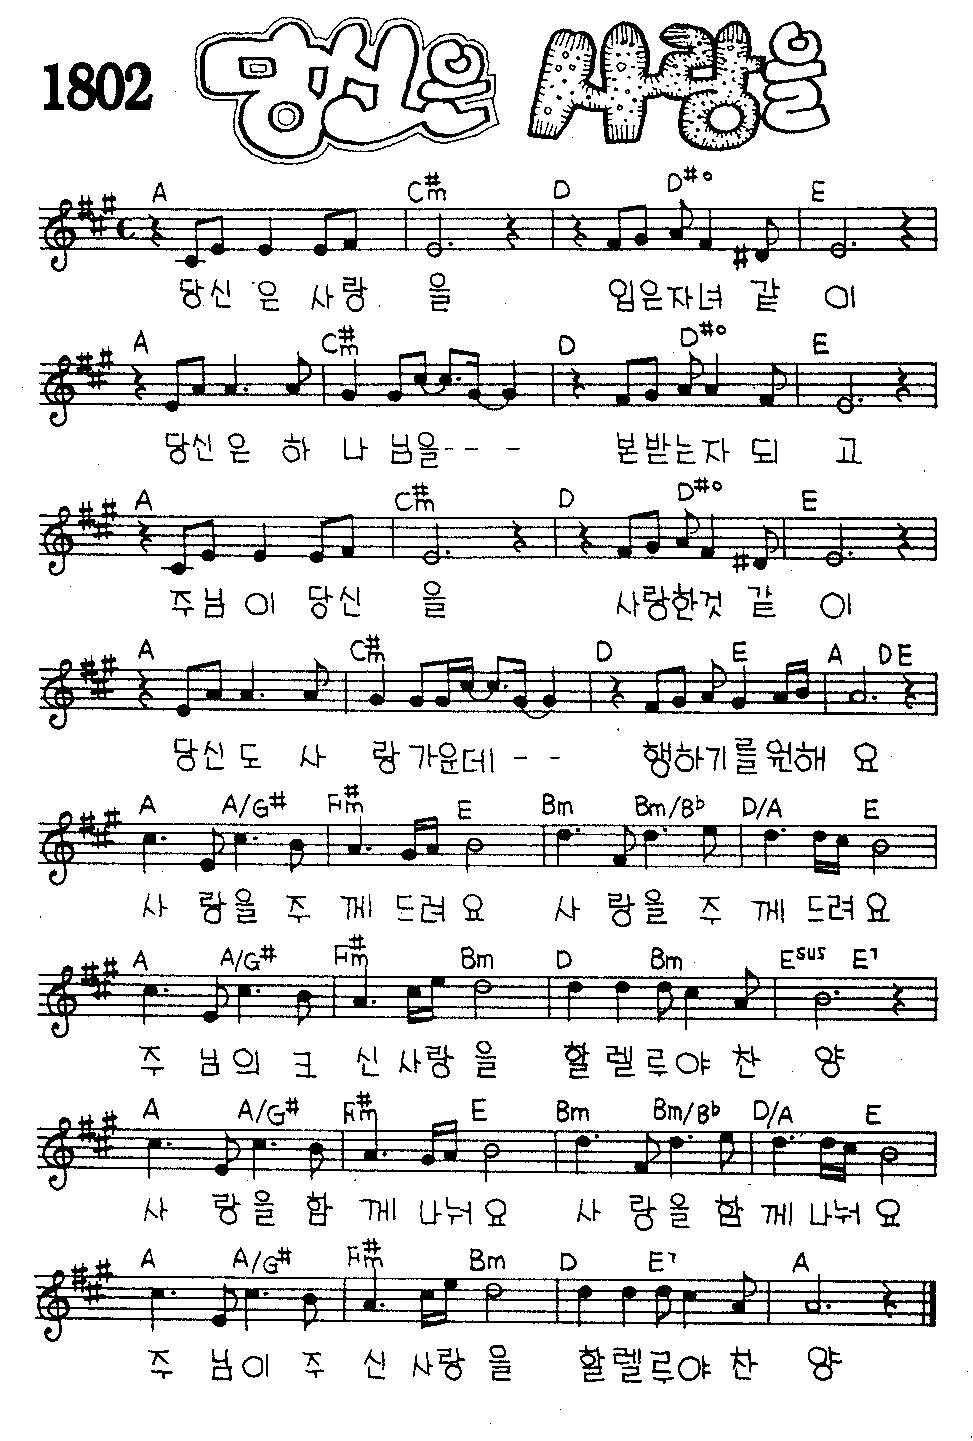 1802 당신은 사랑을
A C#m D D#° E
당신은 사랑을 입은자녀 같이
A C#m D D#° E
당신은 하나님을--- 본받는자 되고
A C#m D D#° E
주님이 당신을 사랑한것 같이
A C#m D E A D E
당신도 사랑가운데-- 행하기를원해요
A A/G# F#m E Bm Bm/Bb D/A E
사랑을 주께 드려요 사랑을 주께 드려요
A A/G# F#m Bm D Bm Esus E7
주님의 크신사랑을 할렐루야 찬양
A A/G# F#m E Bm Bm/Bb D/A E
사랑을 함께 나눠요 사랑을 함께 나눠요
A A/G# F#m Bm D E7 A
주님이 주신 사랑을 할렐루야 찬양